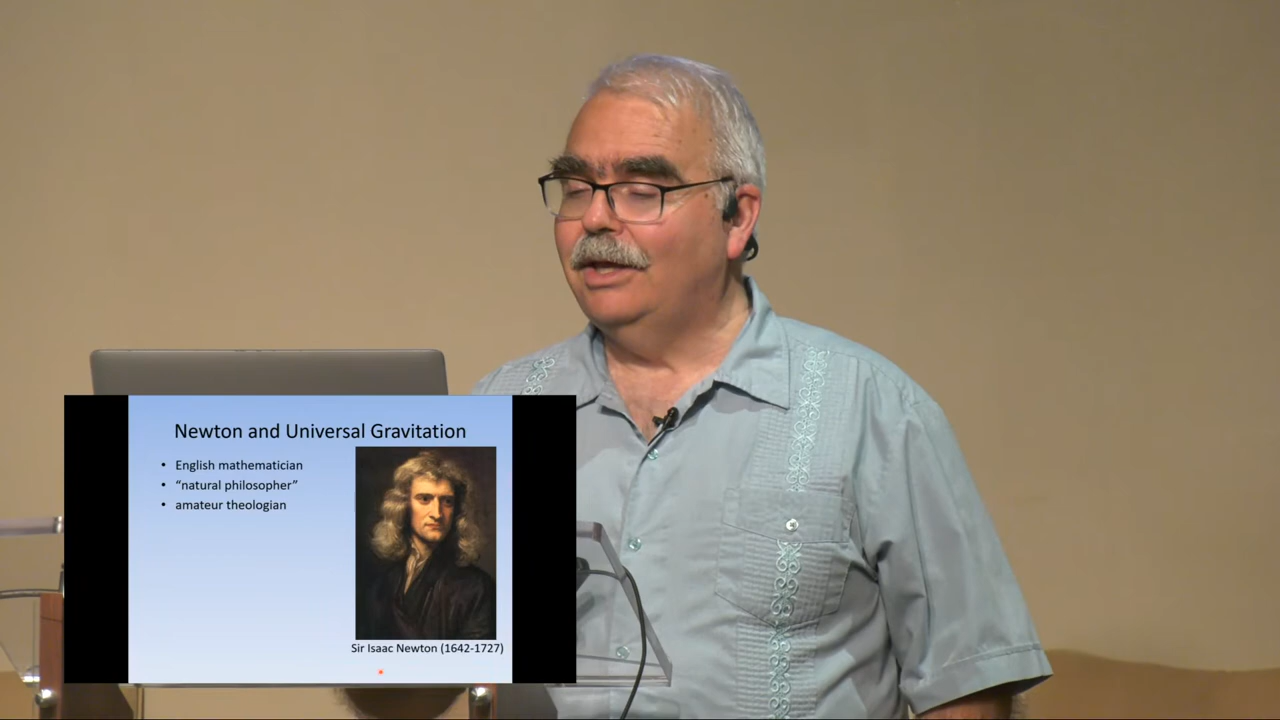 Newton and Universal Gravitation
• English mathematician
• “natural philosopher”
• amateur theologian
Sir Isaac Newton (1642-1727)